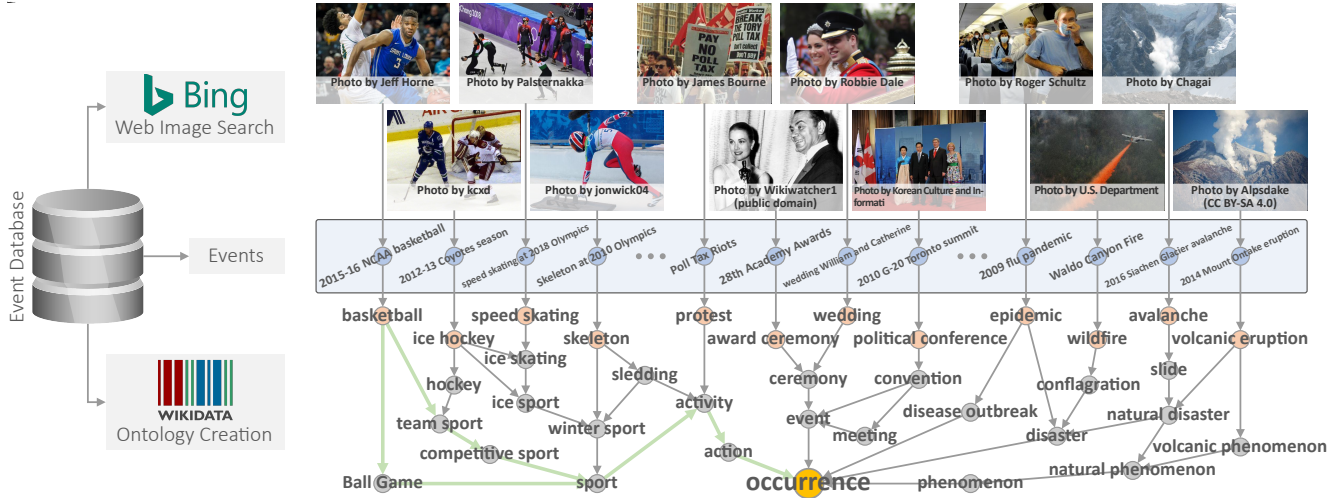 Photo by Jeff Horne
Photo by Palsternakka
Photo by James Bourne
Photo by Robbie Dale
Photo by Roger Schultz
Photo by Chagai
PAY
NO
POLL
TAX
BREAK
THE TORY
POLL TAX
Bing
Web Image Search
Photo by kcxd
Photo by jonwick04
Photo by Wikiwatcher1
(public domain)
Photo by Korean Culture and In-
formati
Photo by U.S. Department
Photo by Alpsdake
(CC BY-SA 4.0)
Event Database
Events
2015-16 NCAA basketball
2012-13 Coyotes season
speed skating at 2018 Olympics
Skeleton at 2010 Olympics
Poll Tax Riots
28th Academy Awards
wedding William and Catherine
2010 G-20 Toronto summit
2009 flu pandemic
Waldo Canyon Fire
2016 Siachen Glacier avalanche
2014 Mount Ontake eruption
WIKIDATA
Ontology Creation
basketball
speed skating
protest
wedding
epidemic
avalanche
ice hockey
skeleton
award ceremony
political conference
wildfire
volcanic eruption
ice skating
sledding
slide
hockey
ceremony
convention
conflagration
ice sport
activity
disease outbreak
natural disaster
team sport
winter sport
event
meeting
disaster
volcanic phenomenon
competitive sport
action
natural phenomenon
Ball Game
sport
occurrence
phenomenon